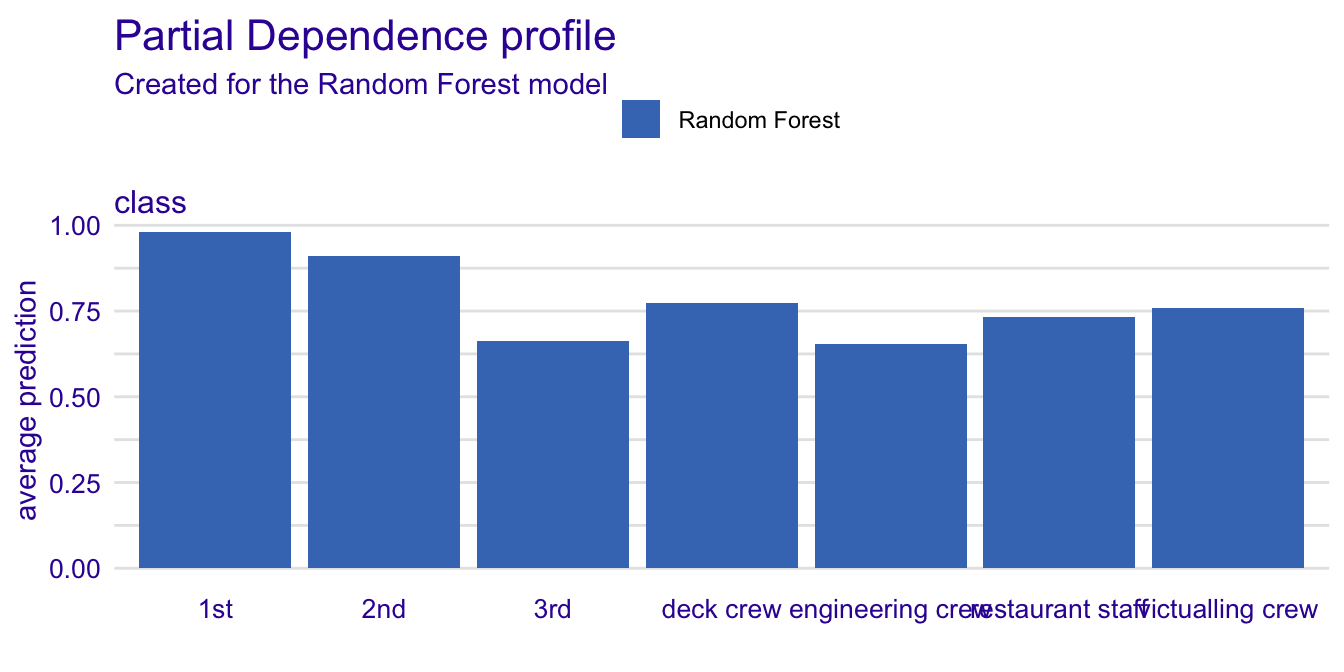 Partial Dependence profile
Created for the Random Forest model
Random Forest
class
1.00
0.75
0.50
0.25
0.00
average prediction
1st 2nd 3rd deck crew engineering crew restaurant staff victualling crew